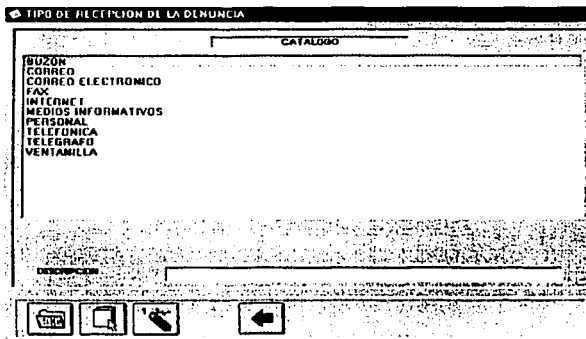 TIPO DE RECEPCION DE LA DENUNCIA
CATALOGO
BUZON
CORREO
CORREO ELECTRONICO
FAX
INTERNET
MEDIOS INFORMATIVOS
PERSONAL
TELEFONICA
TELEGRAFO
VENTANILLA
DESCRIPCION